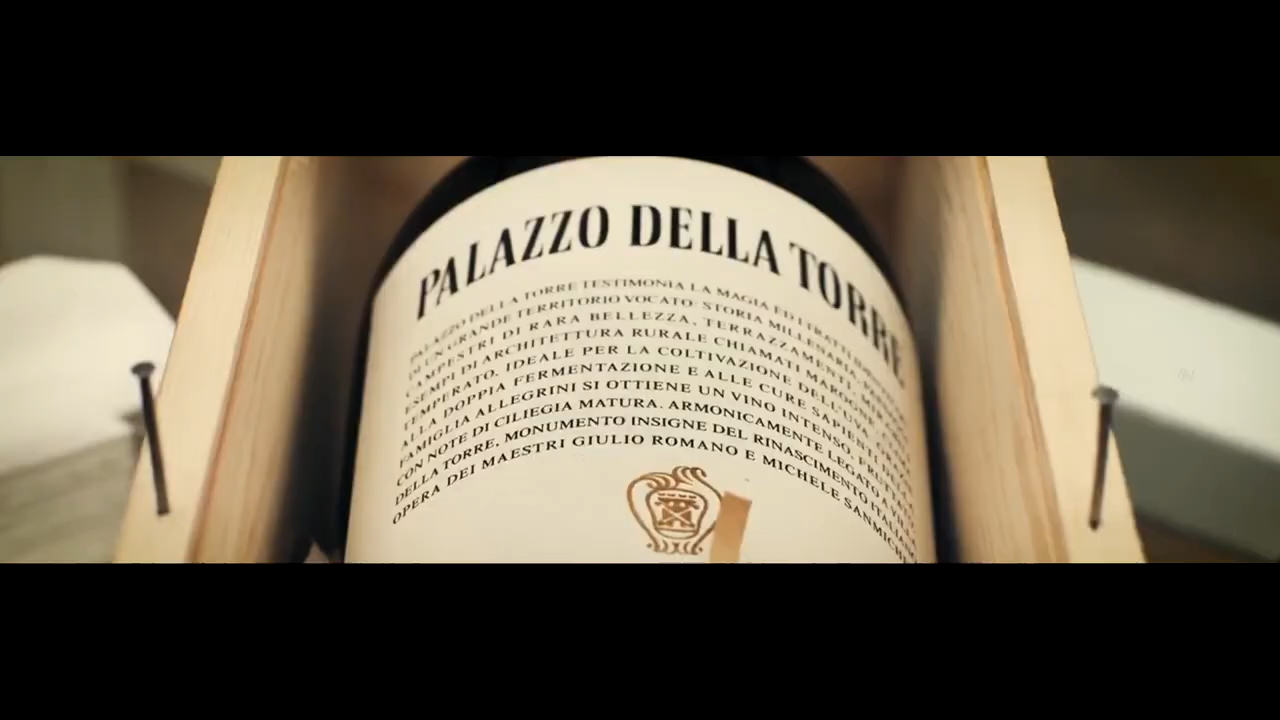 PALAZZO DELLA TORRE
PALAZZO DELLA TORRE TESTIMONIA LA MAGIA ED I TRATTI
DI UN GRANDE TERRITORIO VOCATO: STORIA MILLENARIA,
CAMPESTRI DI RARA BELLEZZA, TERRAZZAMENTI,
ESEMPI DI ARCHITETTURA RURALE CHIAMATI MAROGNE,
TEMPERATO, IDEALE PER LA COLTIVAZIONE DELL'UVA.
ALLA DOPPIA FERMENTAZIONE E ALLE CURE SAPIENTI
FAMIGLIA ALLEGRINI SI OTTIENE UN VINO INTENSO,
CON NOTE DI CILIEGIA MATURA. ARMONICAMENTE LEGATO A
DELLA TORRE, MONUMENTO INSIGNE DEL RINASCIMENTO ITALIANO
OPERA DEI MAESTRI GIULIO ROMANO E MICHELE